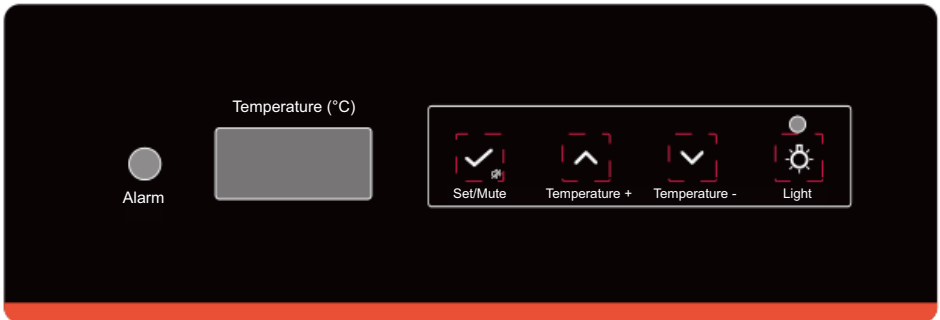 Temperature (°C)
Alarm
Set/Mute
Temperature +
Temperature -
Light